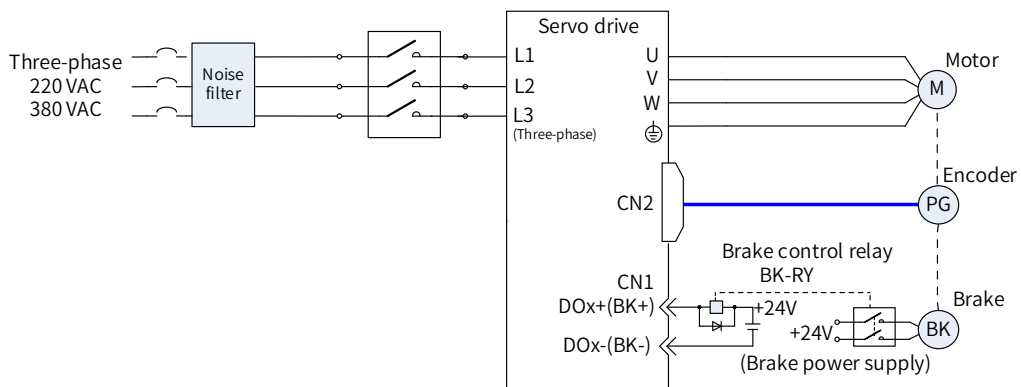 Servo drive
Three-phase
220 VAC
380 VAC
Noise
filter
L1
L2
L3
(Three-phase)
U
V
W
Motor
M
CN2
Encoder
PG
Brake control relay
BK-RY
CN1
DOx+(BK+)
+24V
DOx-(BK-)
+24V
Brake
BK
(Brake power supply)